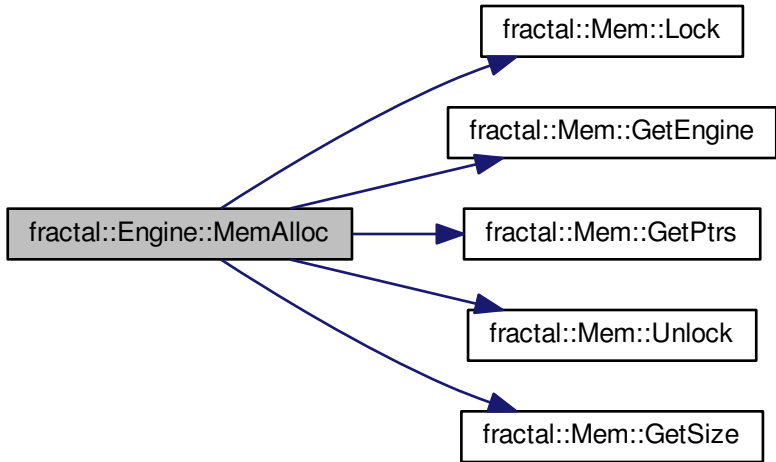 fractal::Mem::Lock
fractal::Mem::GetEngine
fractal::Engine::MemAlloc
fractal::Mem::GetPtrs
fractal::Mem::Unlock
fractal::Mem::GetSize